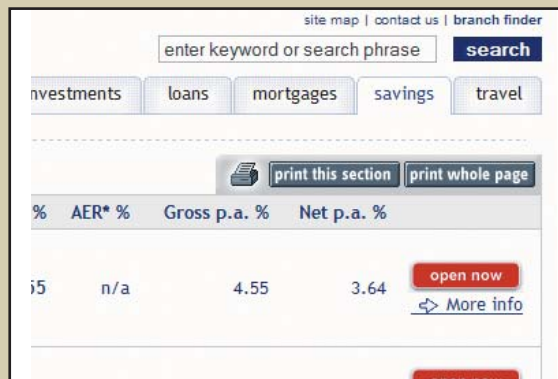 site map | contact us | branch finder
enter keyword or search phrase search
nvestments loans mortgages savings travel
print this section print whole page
% AER* % Gross p.a. % Net p.a. %
55 n/a 4.55 3.64 open now
More info